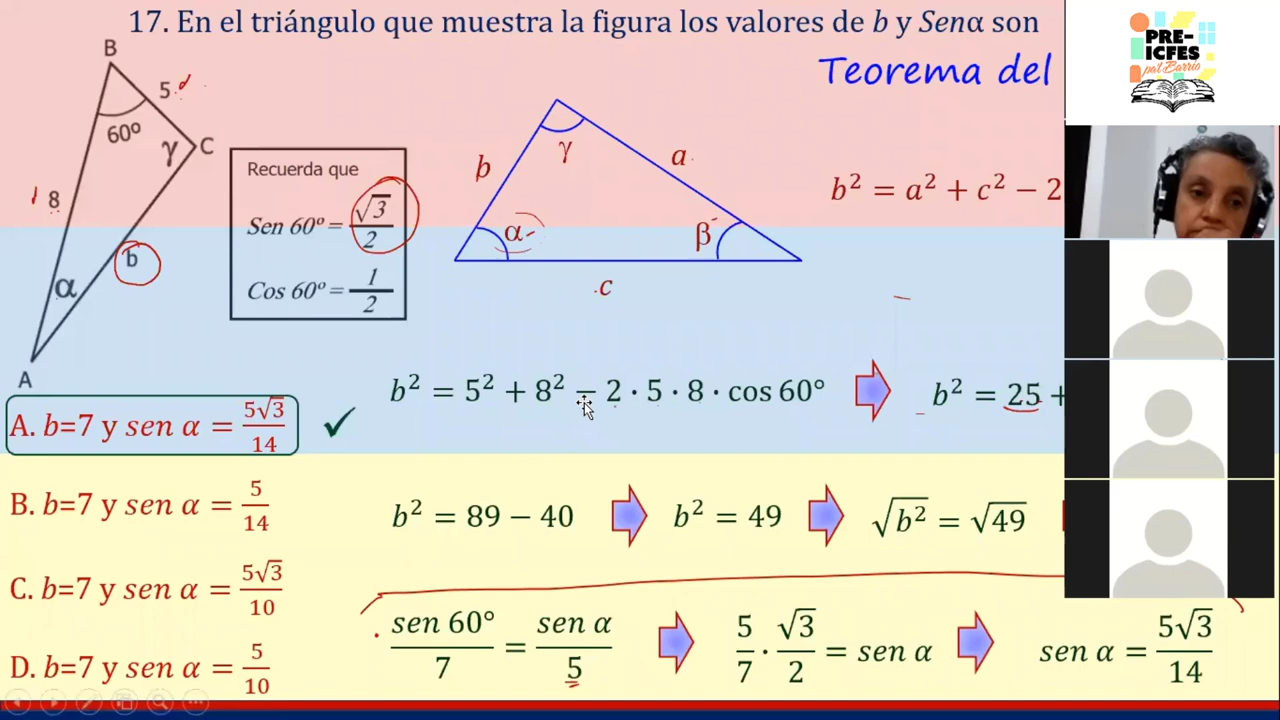 17. En el triángulo que muestra la figura los valores de b y Senα son
PRE-
ICFES
pal Barrio
Teorema del
B
5
60º
γ
C
8
b
α
A
Recuerda que
Sen 60º = √3/2
Cos 60º = 1/2
γ
b
a
α
β
c
b² = a² + c² − 2
b² = 5² + 8² − 2 · 5 · 8 · cos 60°
b² = 25 +
A. b=7 y sen α = 5√3/14
✓
B. b=7 y sen α = 5/14
b² = 89 − 40
b² = 49
√b² = √49
C. b=7 y sen α = 5√3/10
D. b=7 y sen α = 5/10
sen 60°/7 = sen α/5
5/7 · √3/2 = sen α
sen α = 5√3/14